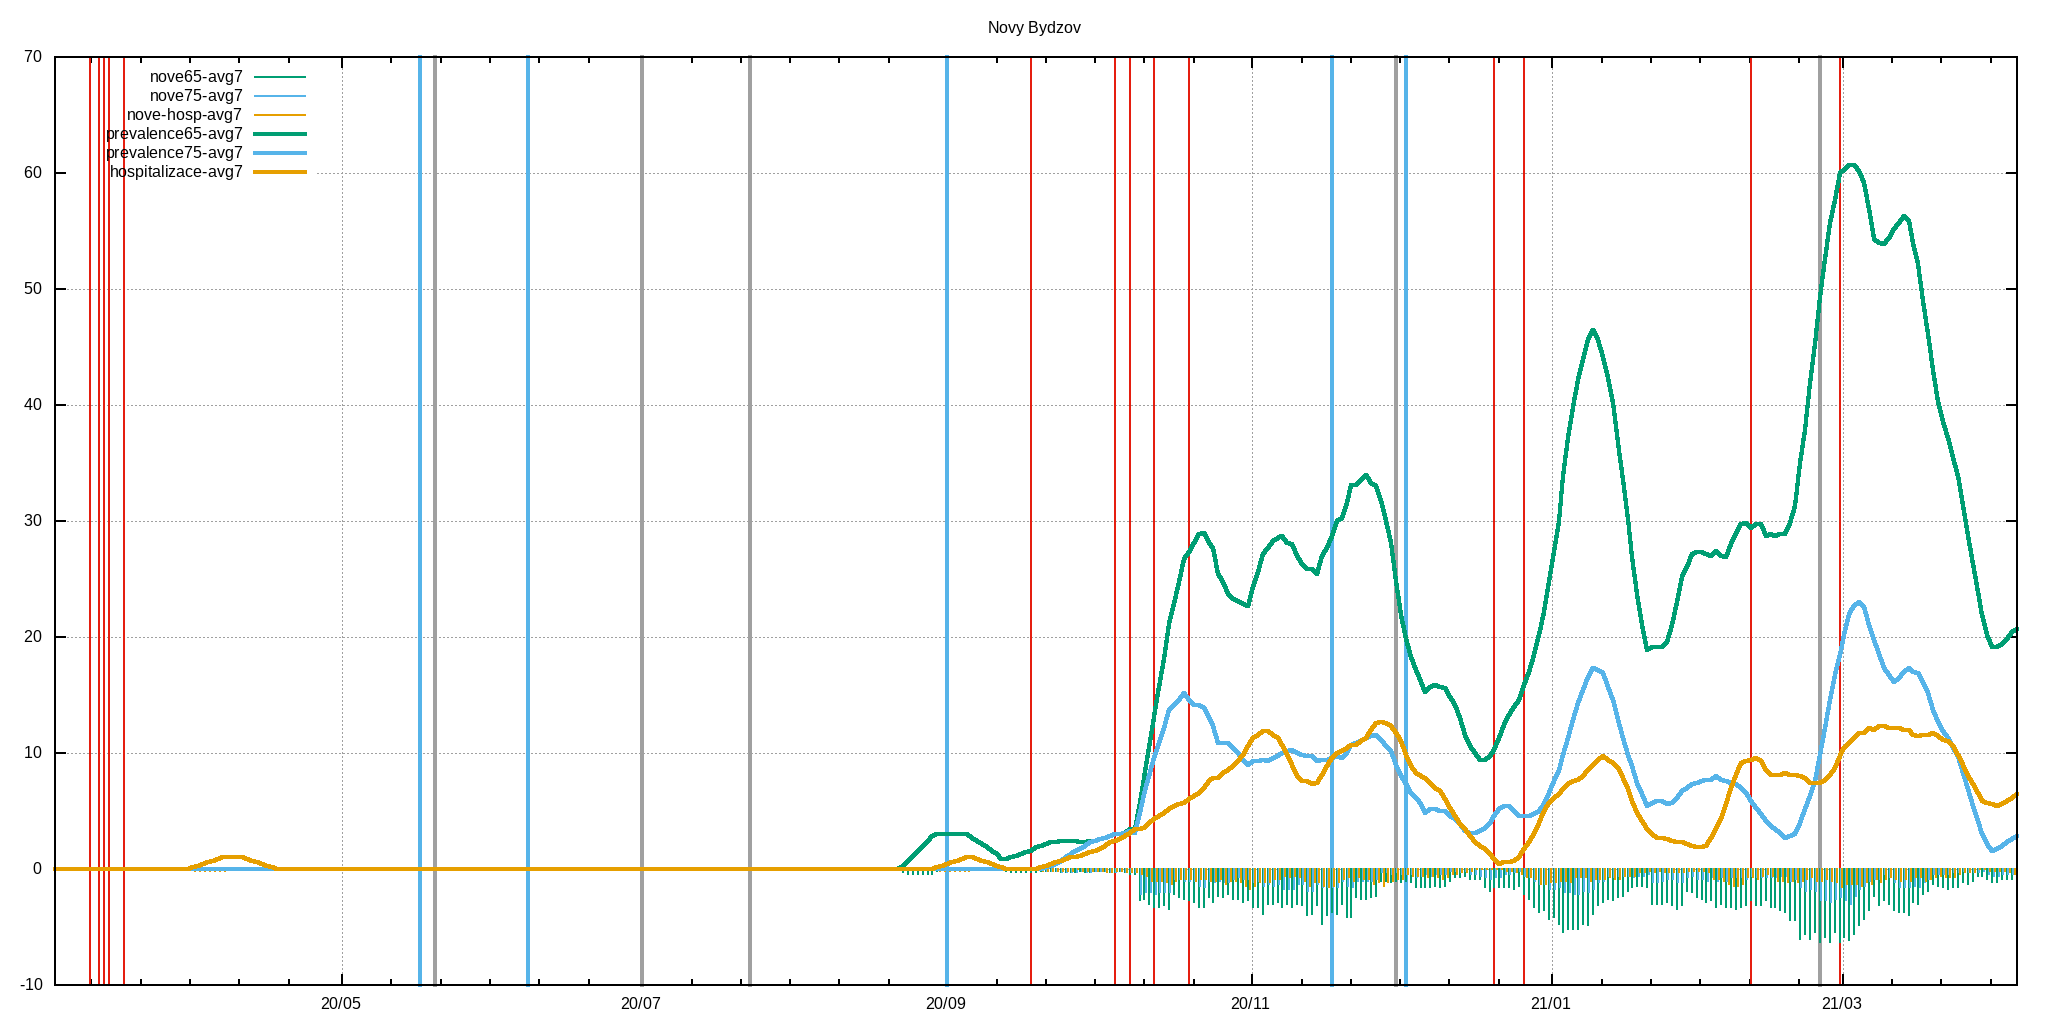 Novy Bydzov
70
60
50
40
30
20
10
0
-10
nove65-avg7
nove75-avg7
nove-hosp-avg7
prevalence65-avg7
prevalence75-avg7
hospitalizace-avg7
20/05 20/07 20/09 20/11 21/01 21/03